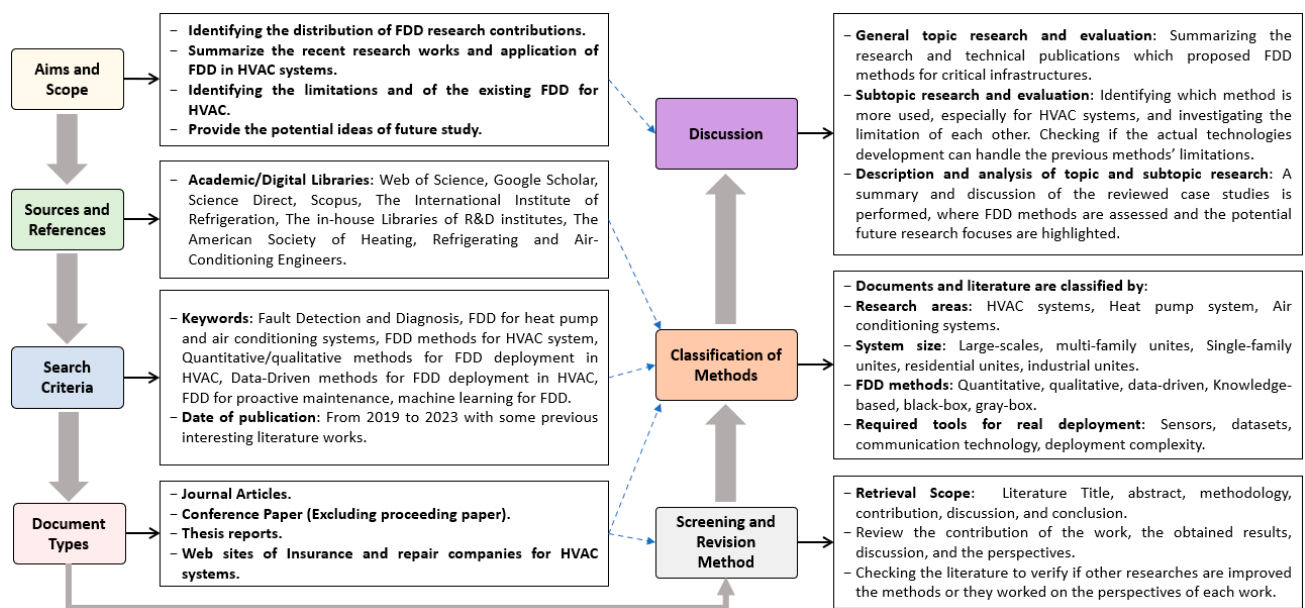 Aims and
Scope
− Identifying the distribution of FDD research contributions.
− Summarize the recent research works and application of
FDD in HVAC systems.
− Identifying the limitations and of the existing FDD for
HVAC.
− Provide the potential ideas of future study.
Sources and
References
− Academic/Digital Libraries: Web of Science, Google Scholar,
Science Direct, Scopus, The International Institute of
Refrigeration, The in-house Libraries of R&D institutes, The
American Society of Heating, Refrigerating and Air-
Conditioning Engineers.
Search
Criteria
− Keywords: Fault Detection and Diagnosis, FDD for heat pump
and air conditioning systems, FDD methods for HVAC system,
Quantitative/qualitative methods for FDD deployment in
HVAC, Data-Driven methods for FDD deployment in HVAC,
FDD for proactive maintenance, machine learning for FDD.
− Date of publication: From 2019 to 2023 with some previous
interesting literature works.
Document
Types
− Journal Articles.
− Conference Paper (Excluding proceeding paper).
− Thesis reports.
− Web sites of Insurance and repair companies for HVAC
systems.
Discussion
− General topic research and evaluation: Summarizing the
research and technical publications which proposed FDD
methods for critical infrastructures.
− Subtopic research and evaluation: Identifying which method is
more used, especially for HVAC systems, and investigating the
limitation of each other. Checking if the actual technologies
development can handle the previous methods’ limitations.
− Description and analysis of topic and subtopic research: A
summary and discussion of the reviewed case studies is
performed, where FDD methods are assessed and the potential
future research focuses are highlighted.
Classification of
Methods
− Documents and literature are classified by:
− Research areas: HVAC systems, Heat pump system, Air
conditioning systems.
− System size: Large-scales, multi-family unites, Single-family
unites, residential unites, industrial unites.
− FDD methods: Quantitative, qualitative, data-driven, Knowledge-
based, black-box, gray-box.
− Required tools for real deployment: Sensors, datasets,
communication technology, deployment complexity.
Screening and
Revision
Method
− Retrieval Scope: Literature Title, abstract, methodology,
contribution, discussion, and conclusion.
− Review the contribution of the work, the obtained results,
discussion, and the perspectives.
− Checking the literature to verify if other researches are improved
the methods or they worked on the perspectives of each work.